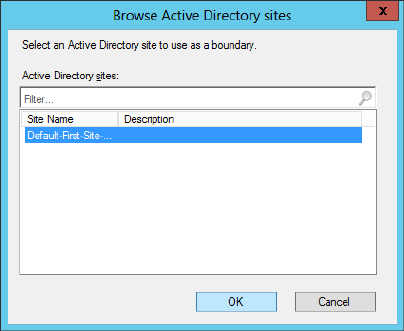 Browse Active Directory sites
x
Select an Active Directory site to use as a boundary.
Active Directory sites:
Filter...
Site Name Description
Default-First-Site-...
OK Cancel